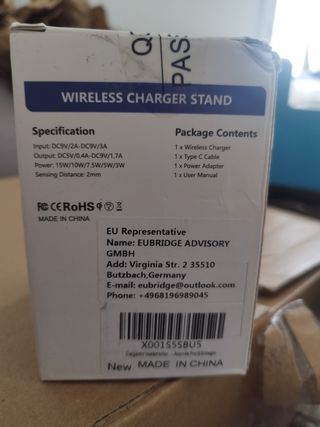 QC
PAS
WIRELESS CHARGER STAND
Specification
Input: DC9V/2A-DC9V/3A
Output: DC5V/0.4A-DC9V/1.7A
Power: 15W/10W/7.5W/5W/3W
Sensing Distance: 2mm
Package Contents
1 x Wireless Charger
1 x Type C Cable
1 x Power Adapter
1 x User Manual
FC CE RoHS
MADE IN CHINA
EU Representative
Name: EUBRIDGE ADVISORY
GMBH
Add: Virginia Str. 2 35510
Butzbach,Germany
E-mail: eubridge@outlook.com
Phone: +4968196989045
X001S5SBU5
New MADE IN CHINA